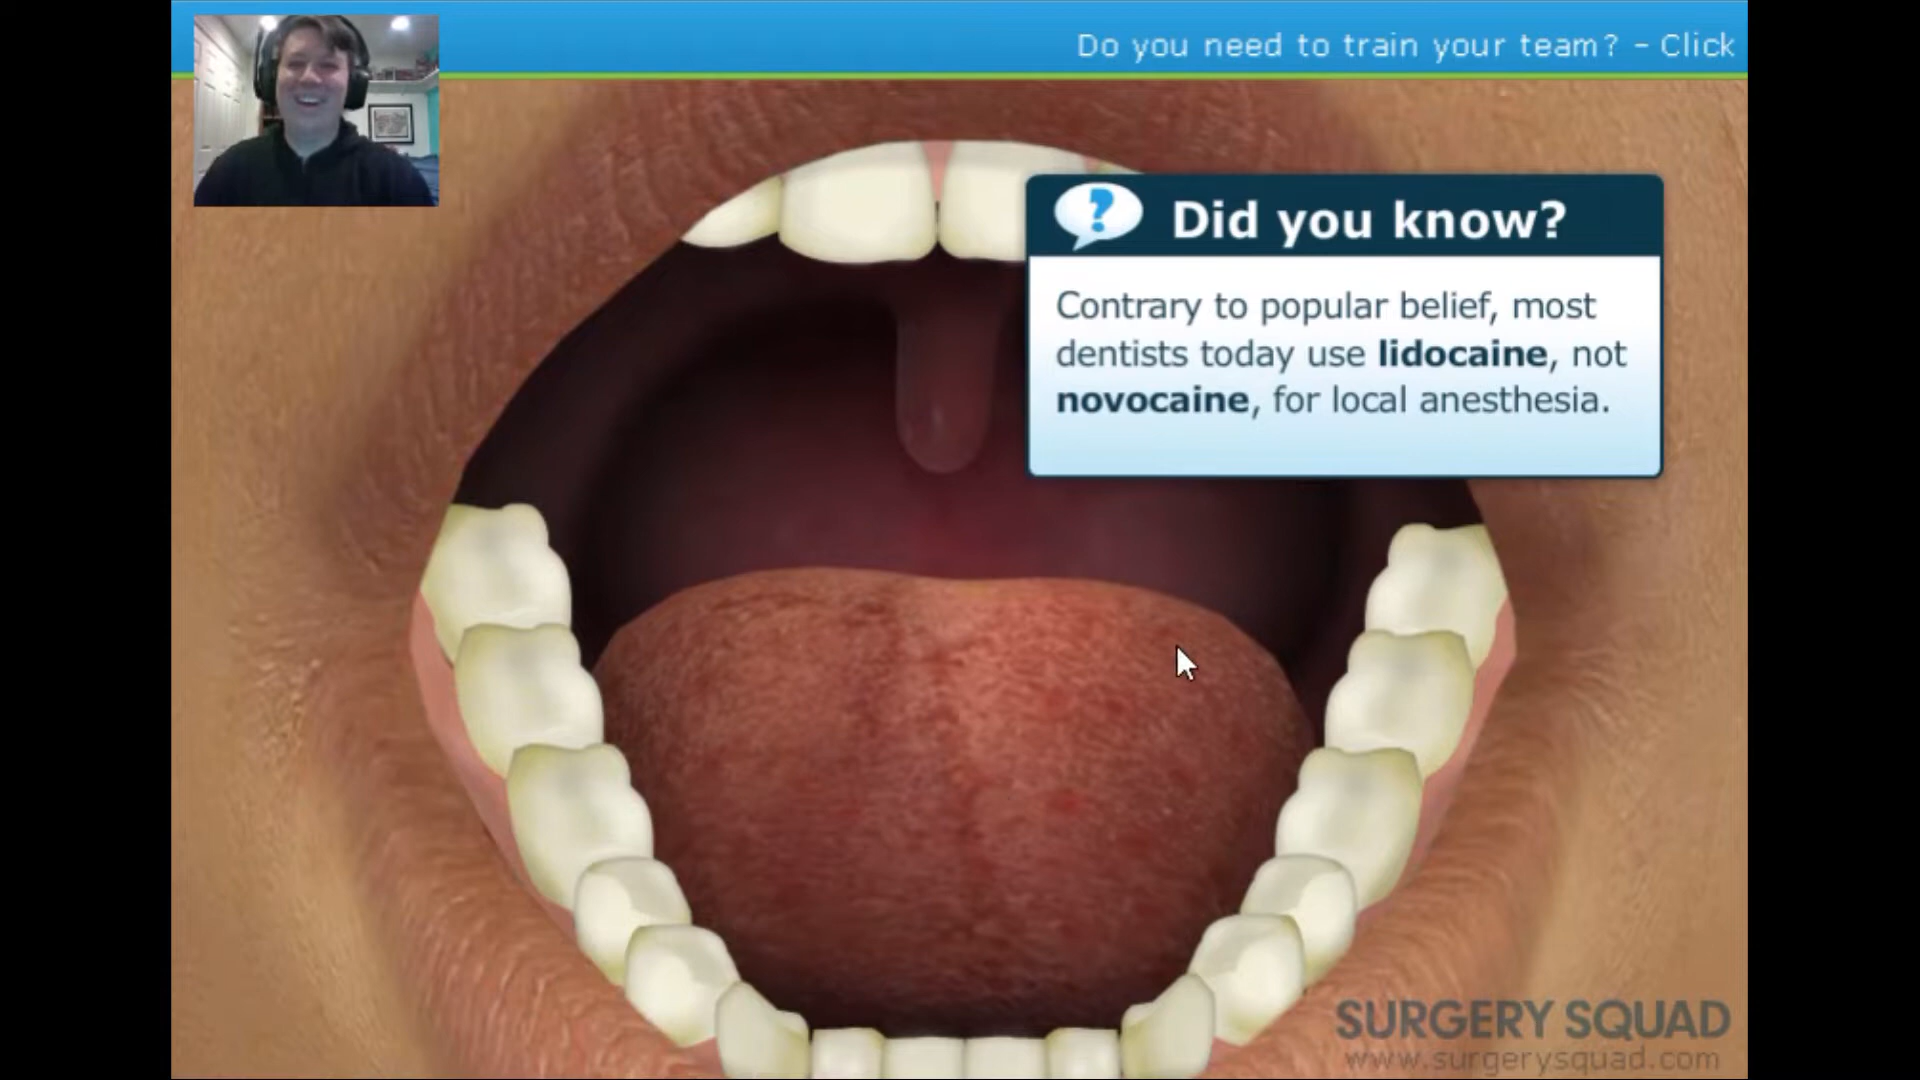 Do you need to train your team? - Click
? Did you know?
Contrary to popular belief, most
dentists today use lidocaine, not
novocaine, for local anesthesia.
SURGERY SQUAD
www.surgerysquad.com